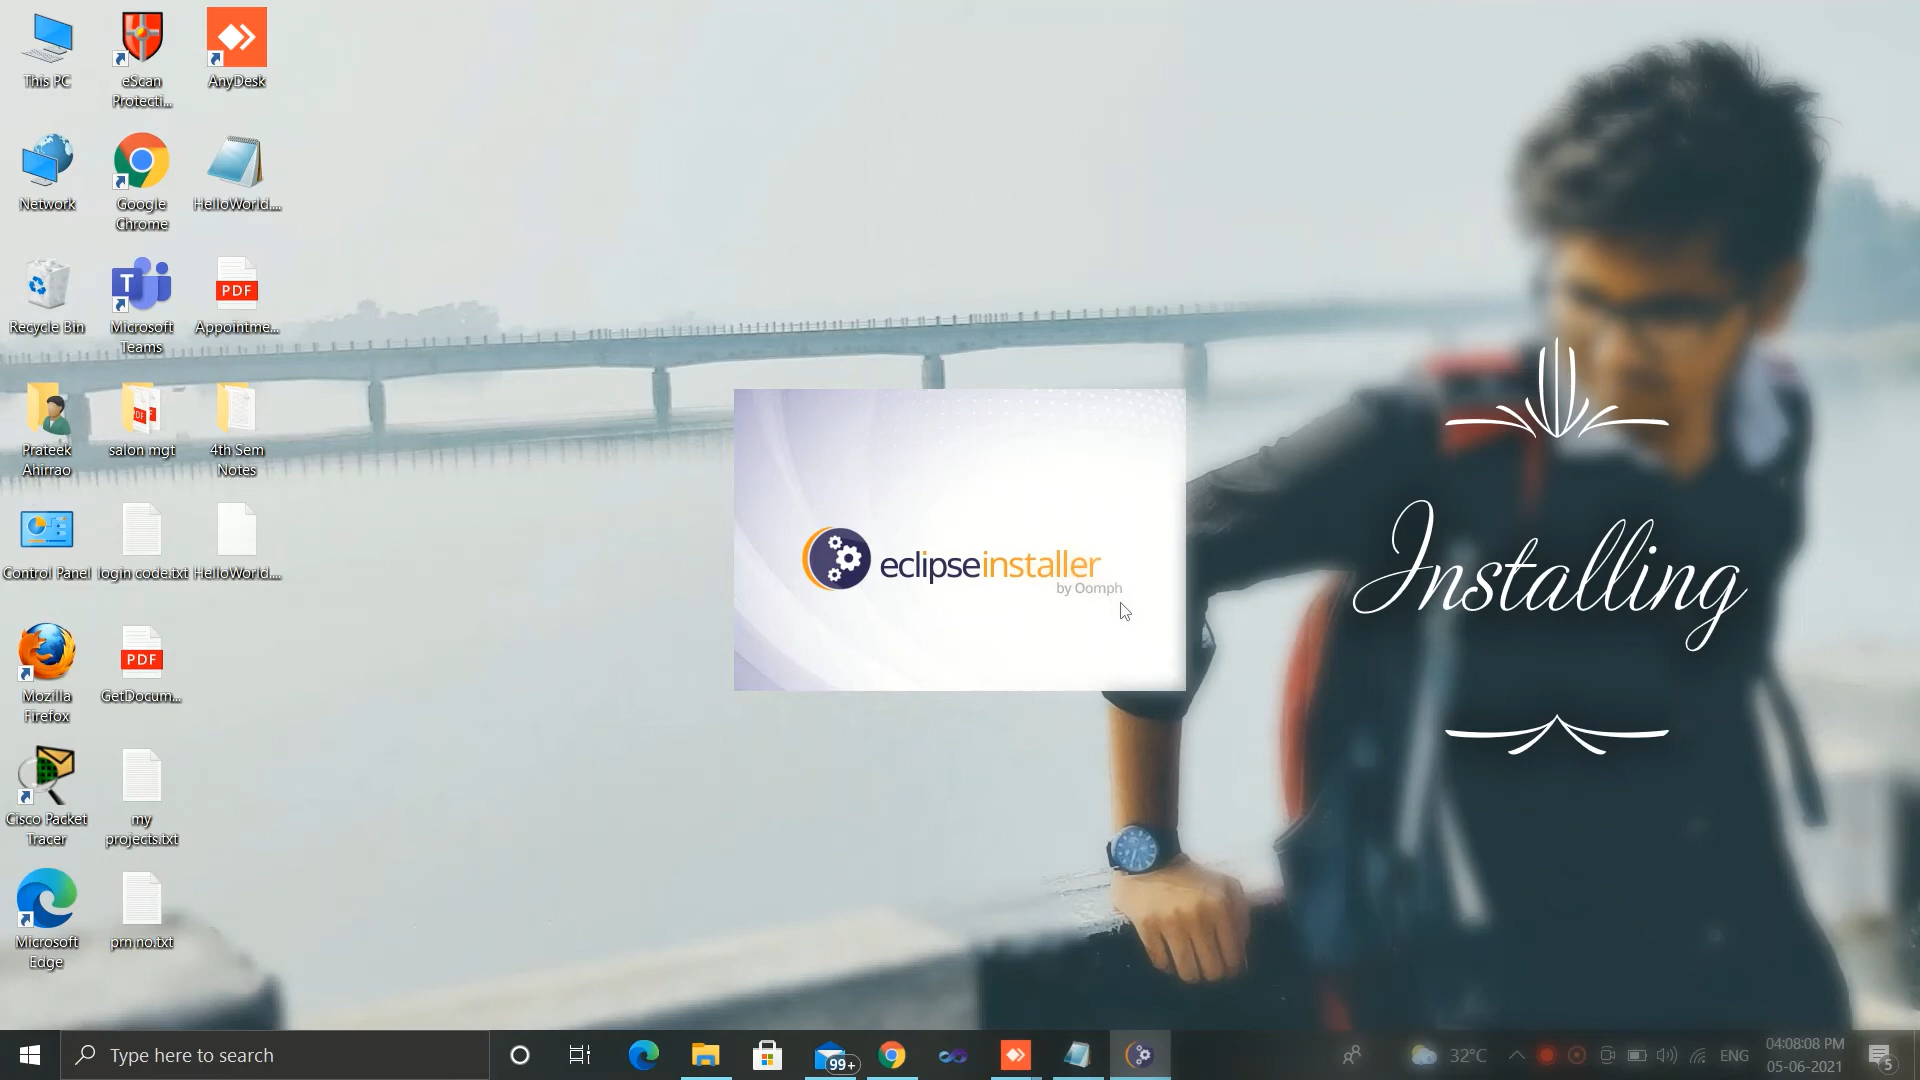 This PC
eScan
Protecti...
AnyDesk
Network
Google
Chrome
HelloWorld....
Recycle Bin
Microsoft
Teams
PDF
Appointme...
Prateek
Ahirrao
PDF
salon mgt
4th Sem
Notes
Control Panel
login code.txt
HelloWorld....
Mozilla
Firefox
PDF
GetDocum...
Cisco Packet
Tracer
my
projects.txt
Microsoft
Edge
prn no.txt
eclipseinstaller
by Oomph
Installing
Type here to search
99+
32°C
ENG
04:08:08 PM
05-06-2021
5